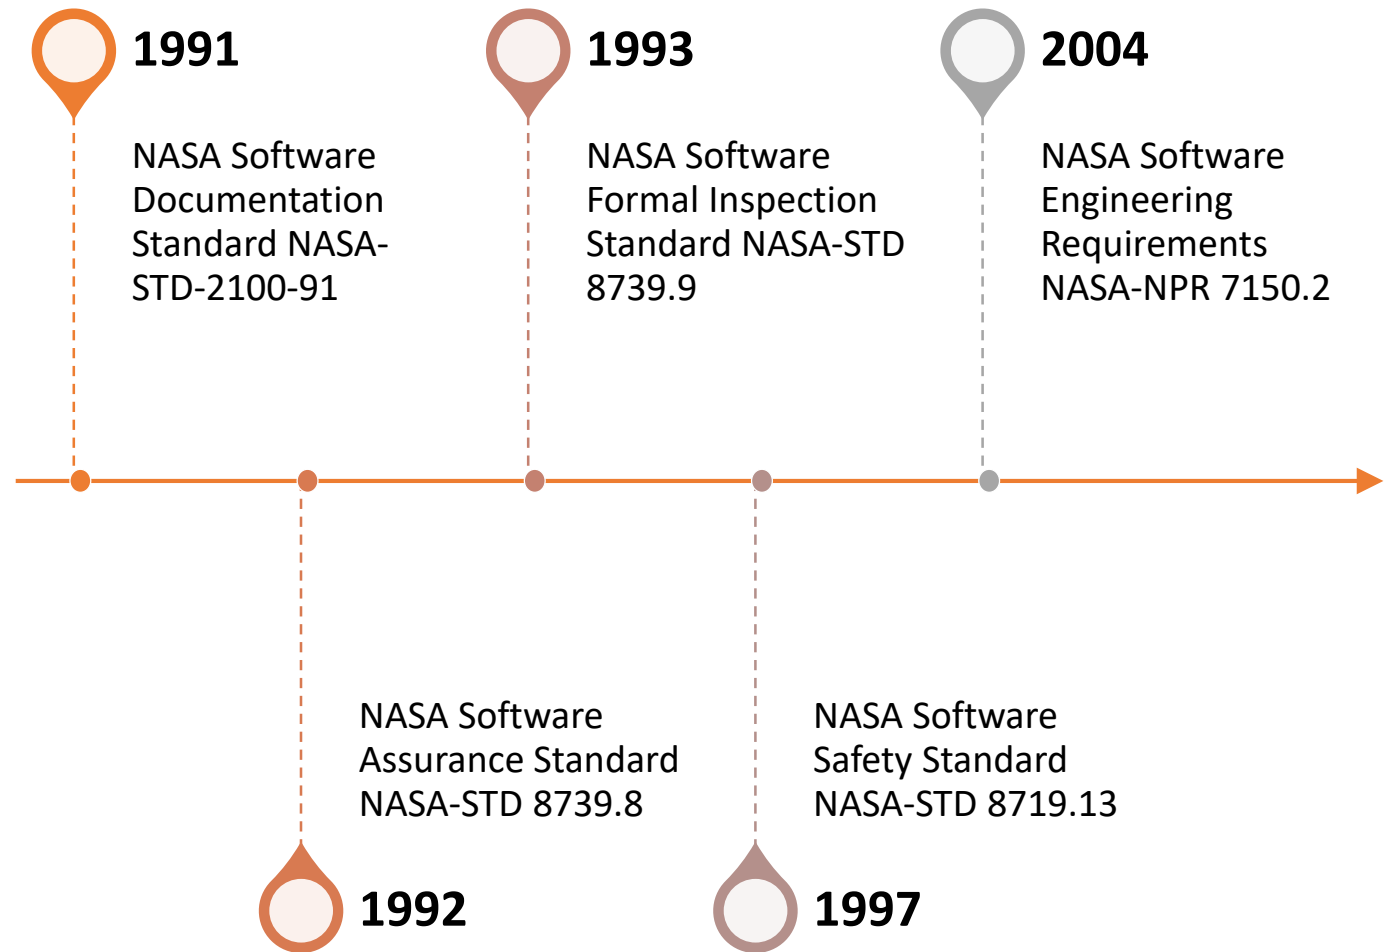 1991
NASA Software
Documentation
Standard NASA-
STD-2100-91
1993
NASA Software
Formal Inspection
Standard NASA-STD
8739.9
2004
NASA Software
Engineering
Requirements
NASA-NPR 7150.2
NASA Software
Assurance Standard
NASA-STD 8739.8
1992
NASA Software
Safety Standard
NASA-STD 8719.13
1997